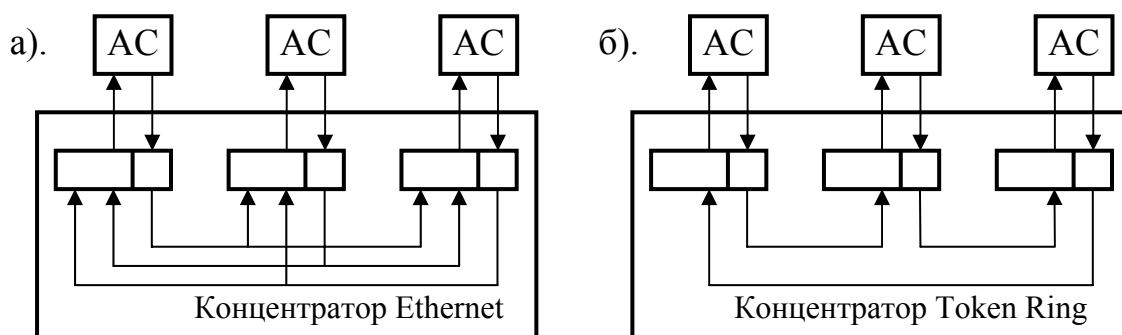 а). АС АС АС
Концентратор Ethernet
б). АС АС АС
Концентратор Token Ring